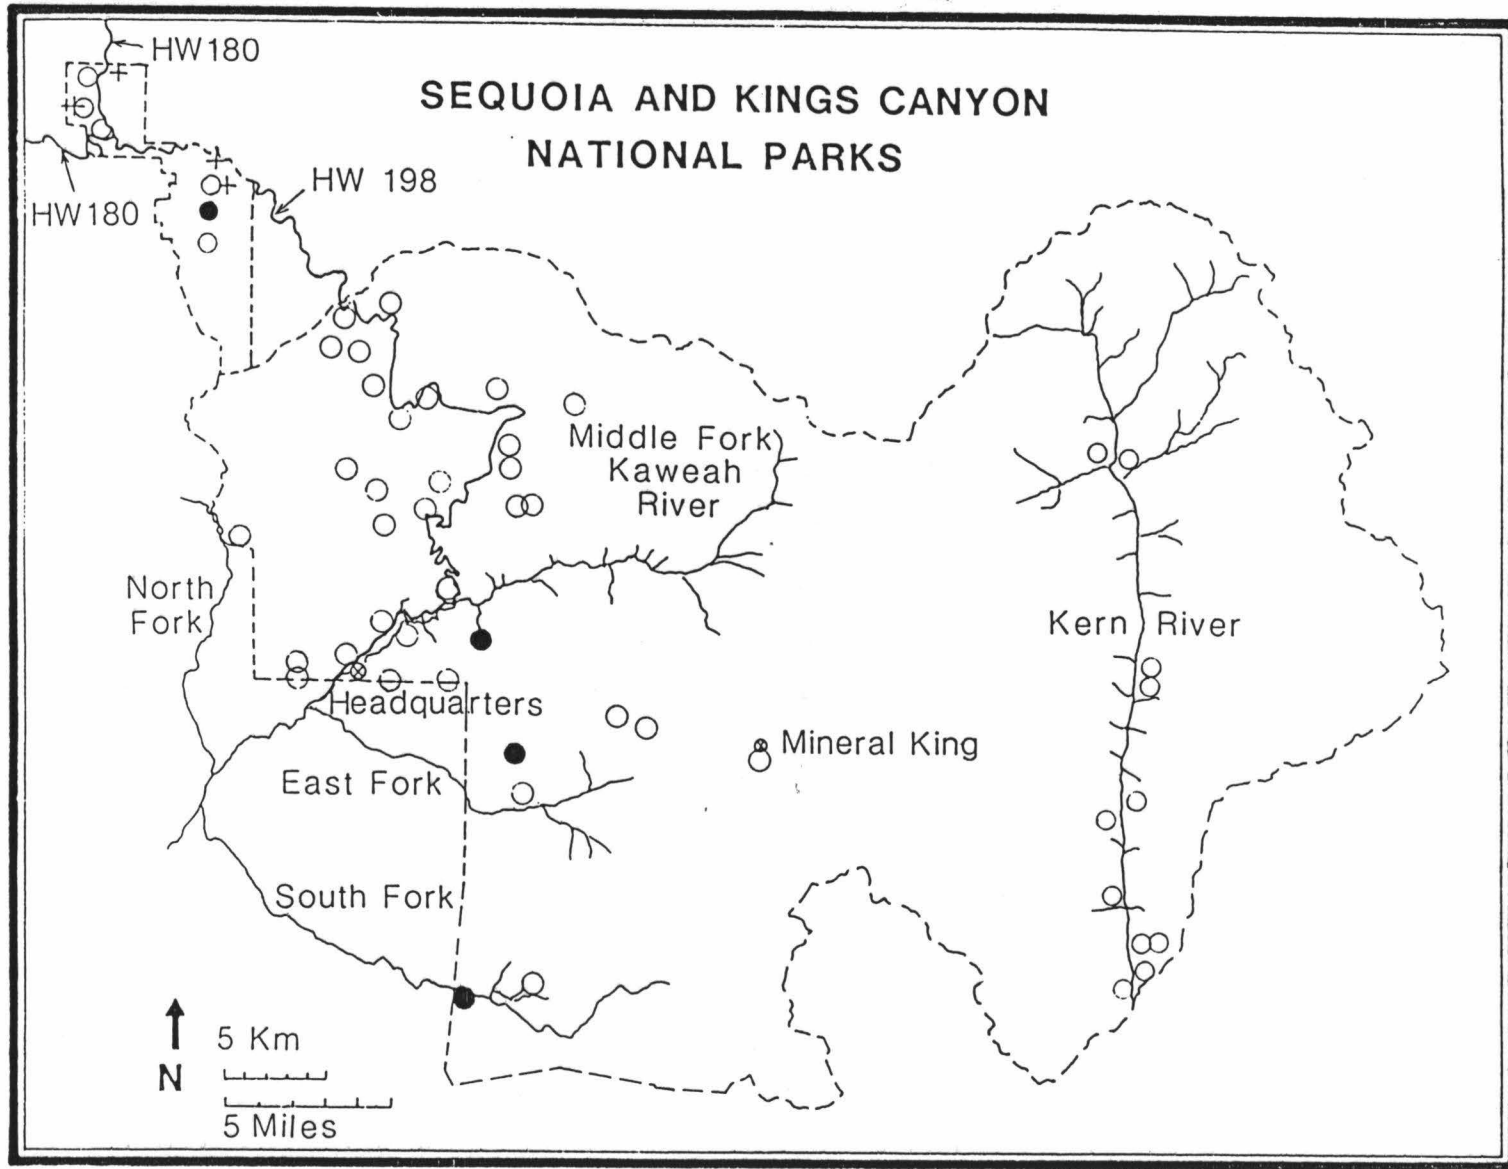 HW180
SEQUOIA AND KINGS CANYON
NATIONAL PARKS
HW 198
HW180
Middle Fork
Kaweah
River
North
Fork
Kern River
Headquarters
Mineral King
East Fork
South Fork
5 Km
N
5 Miles